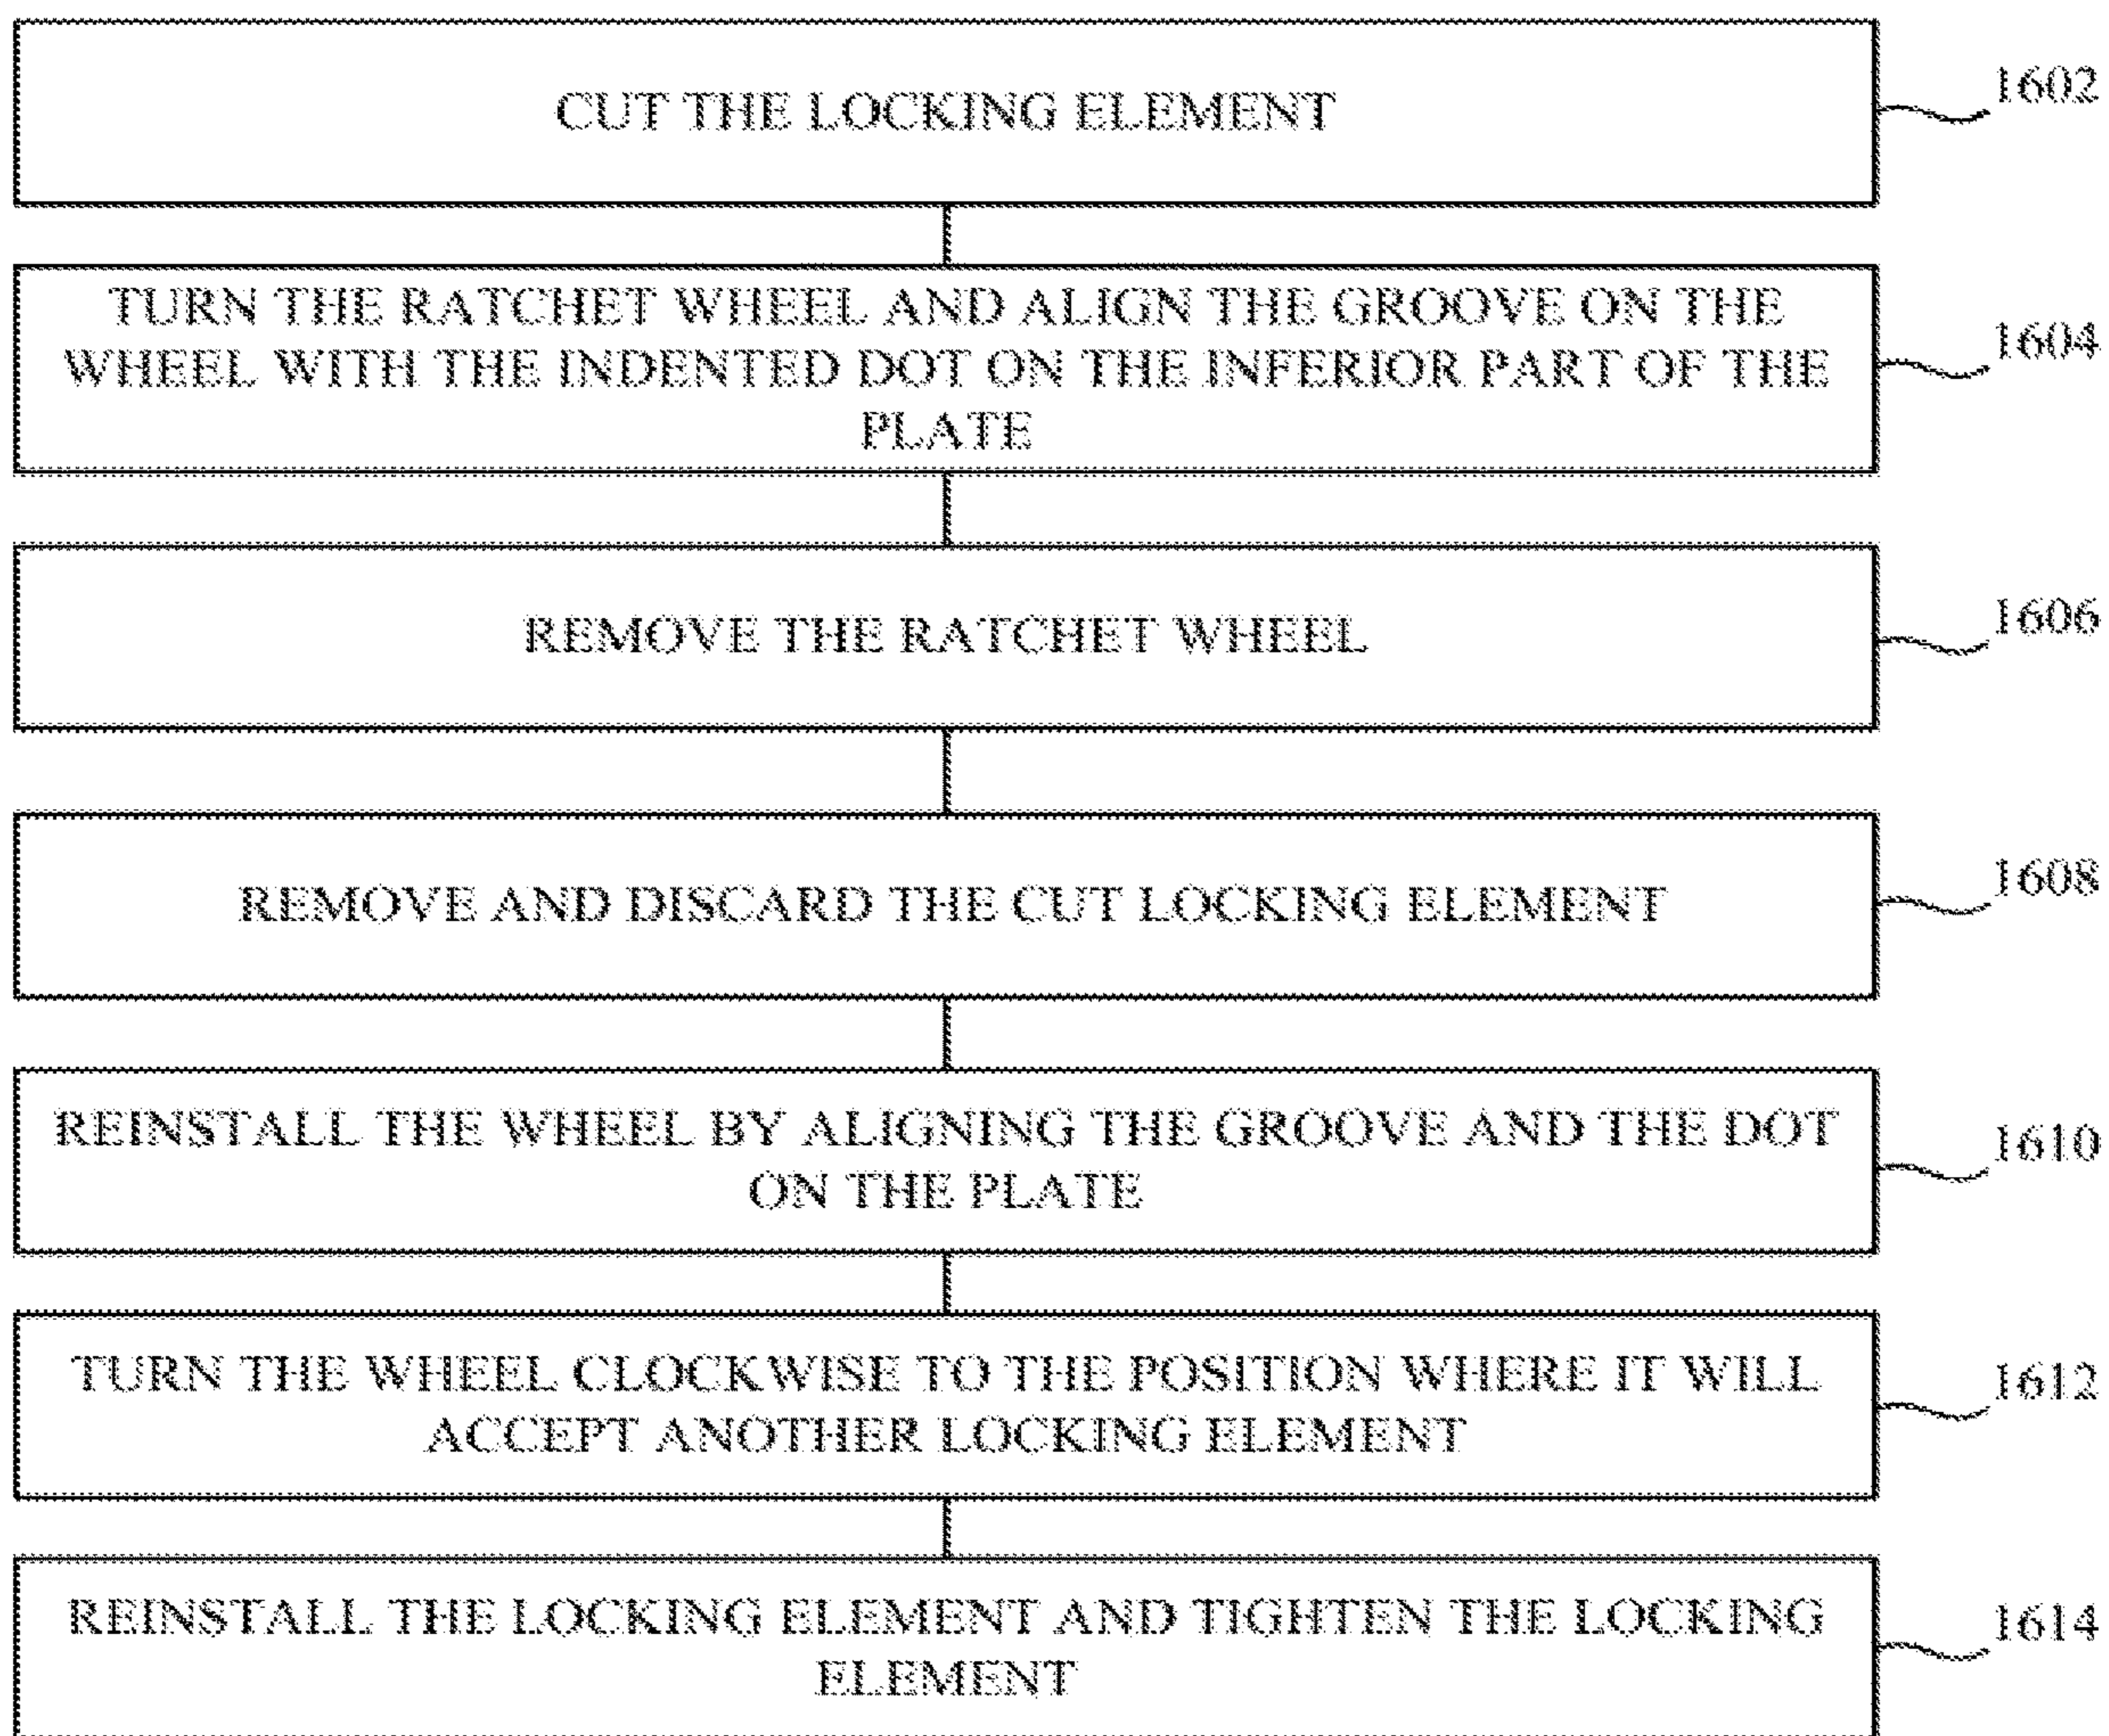 CUT THE LOCKING ELEMENT
1602
TURN THE RATCHET WHEEL AND ALIGN THE GROOVE ON THE
WHEEL WITH THE INDENTED DOT ON THE INFERIOR PART OF THE
PLATE
1604
REMOVE THE RATCHET WHEEL
1606
REMOVE AND DISCARD THE CUT LOCKING ELEMENT
1608
REINSTALL THE WHEEL BY ALIGNING THE GROOVE AND THE DOT
ON THE PLATE
1610
TURN THE WHEEL CLOCKWISE TO THE POSITION WHERE IT WILL
ACCEPT ANOTHER LOCKING ELEMENT
1612
REINSTALL THE LOCKING ELEMENT AND TIGHTEN THE LOCKING
ELEMENT
1614